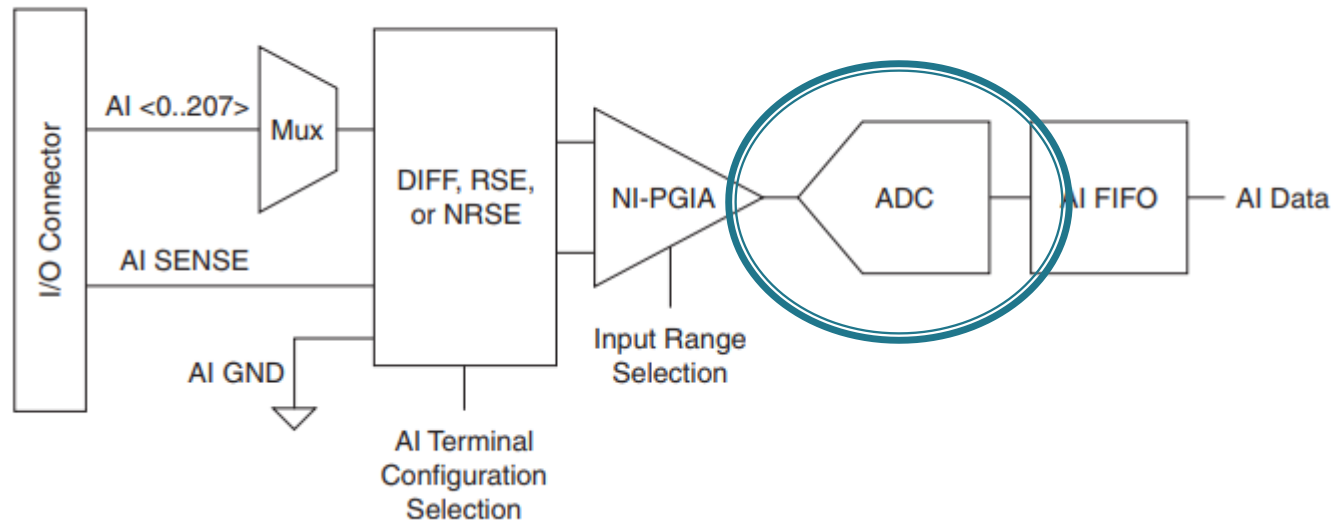 I/O Connector
AI <0..207>
Mux
AI SENSE
AI GND
DIFF, RSE,
or NRSE
AI Terminal
Configuration
Selection
NI-PGIA
Input Range
Selection
ADC
AI FIFO
AI Data